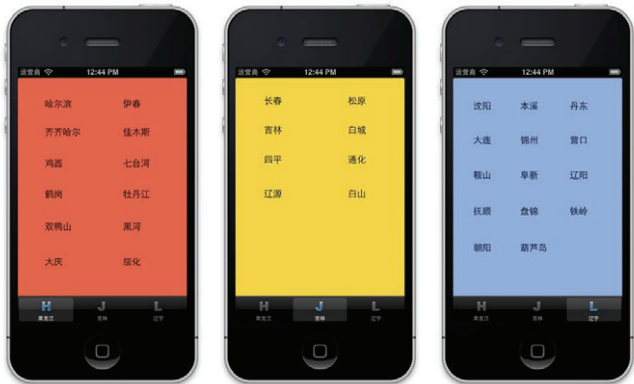 运营商 12:44 PM
哈尔滨 伊春
齐齐哈尔 佳木斯
鸡西 七台河
鹤岗 牡丹江
双鸭山 黑河
大庆 绥化
H J L
黑龙江 吉林 辽宁
运营商 12:44 PM
长春 松原
吉林 白城
四平 通化
辽源 白山
H J L
黑龙江 吉林 辽宁
运营商 12:44 PM
沈阳 本溪 丹东
大连 锦州 营口
鞍山 阜新 辽阳
抚顺 盘锦 铁岭
朝阳 葫芦岛
H J L
黑龙江 吉林 辽宁